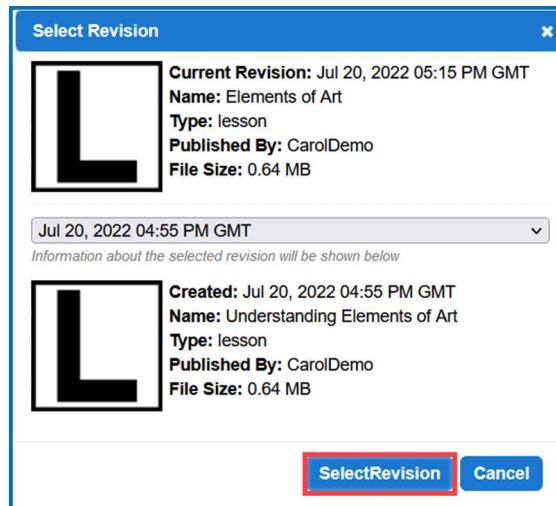 Select Revision
L
Current Revision: Jul 20, 2022 05:15 PM GMT
Name: Elements of Art
Type: lesson
Published By: CarolDemo
File Size: 0.64 MB
Jul 20, 2022 04:55 PM GMT
Information about the selected revision will be shown below
L
Created: Jul 20, 2022 04:55 PM GMT
Name: Understanding Elements of Art
Type: lesson
Published By: CarolDemo
File Size: 0.64 MB
SelectRevision Cancel